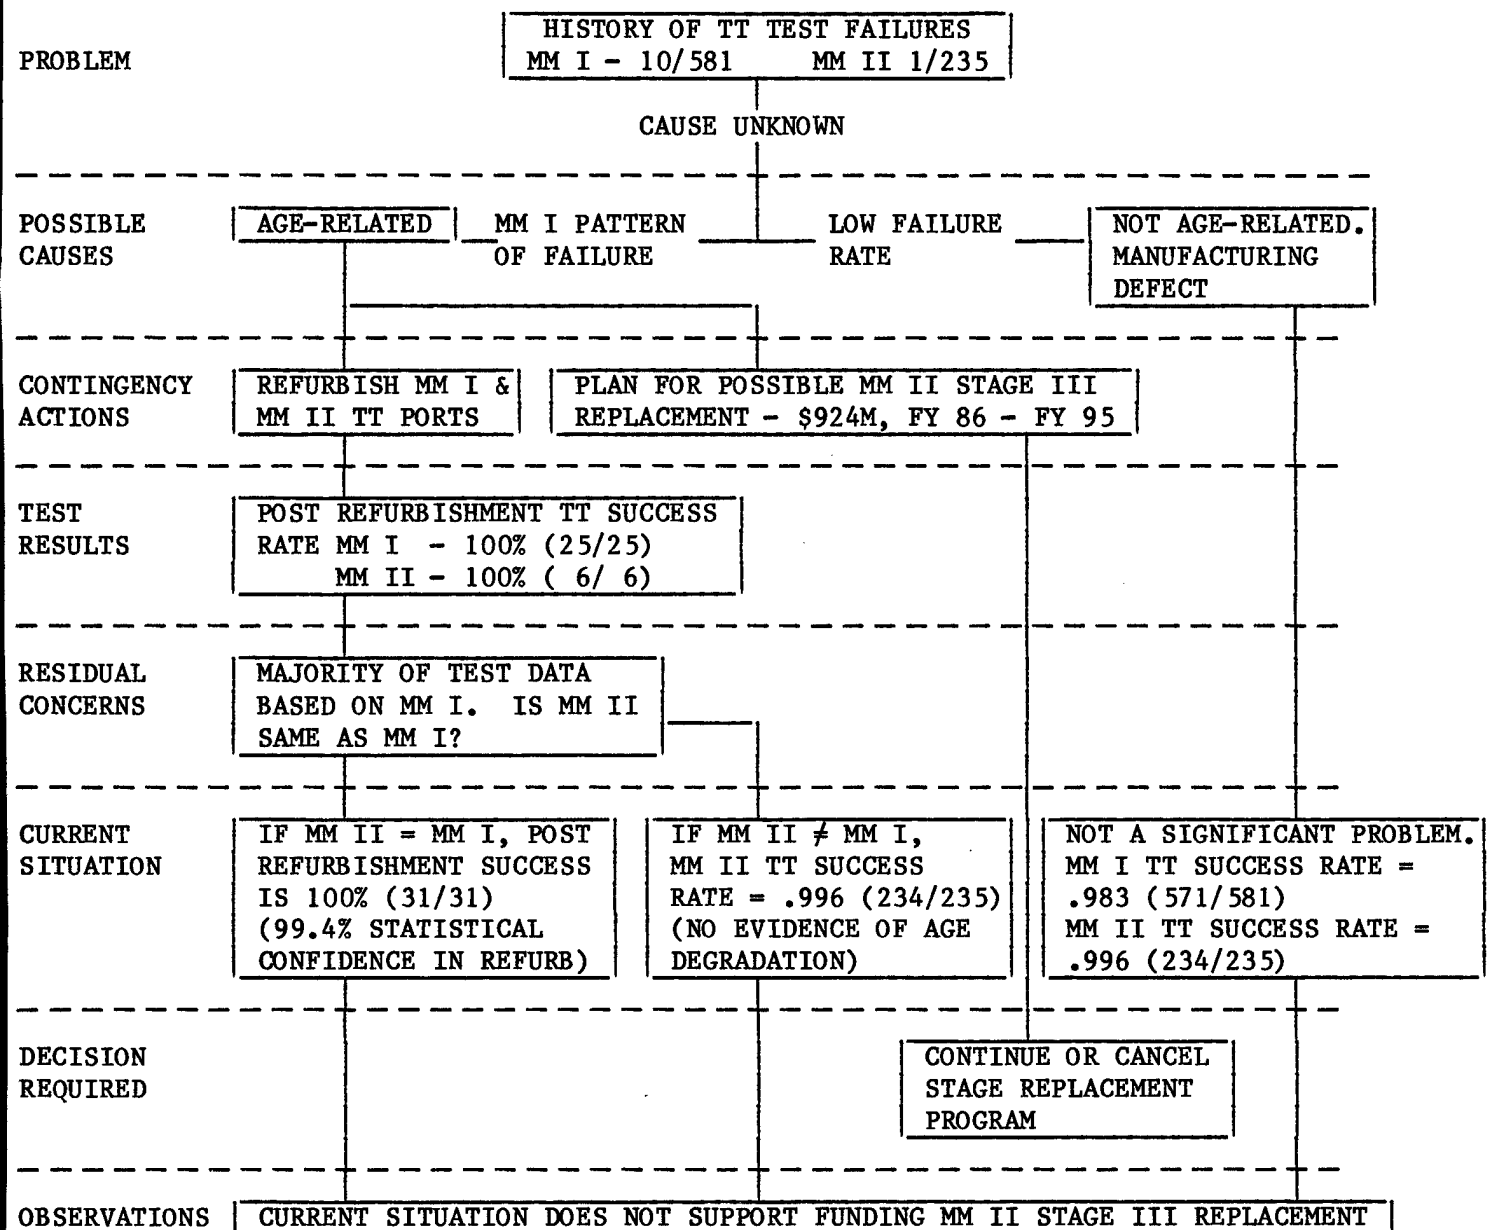 HISTORY OF TT TEST FAILURES
PROBLEM MM I - 10/581 MM II 1/235
CAUSE UNKNOWN
POSSIBLE AGE-RELATED MM I PATTERN LOW FAILURE NOT AGE-RELATED.
CAUSES OF FAILURE RATE MANUFACTURING
DEFECT
CONTINGENCY REFURBISH MM I & PLAN FOR POSSIBLE MM II STAGE III
ACTIONS MM II TT PORTS REPLACEMENT - $924M, FY 86 - FY 95
TEST POST REFURBISHMENT TT SUCCESS
RESULTS RATE MM I - 100% (25/25)
MM II - 100% ( 6/ 6)
RESIDUAL MAJORITY OF TEST DATA
CONCERNS BASED ON MM I. IS MM II
SAME AS MM I?
CURRENT IF MM II = MM I, POST IF MM II ≠ MM I, NOT A SIGNIFICANT PROBLEM.
SITUATION REFURBISHMENT SUCCESS MM II TT SUCCESS MM I TT SUCCESS RATE =
IS 100% (31/31) RATE = .996 (234/235) .983 (571/581)
(99.4% STATISTICAL (NO EVIDENCE OF AGE MM II TT SUCCESS RATE =
CONFIDENCE IN REFURB) DEGRADATION) .996 (234/235)
DECISION CONTINUE OR CANCEL
REQUIRED STAGE REPLACEMENT
PROGRAM
OBSERVATIONS CURRENT SITUATION DOES NOT SUPPORT FUNDING MM II STAGE III REPLACEMENT